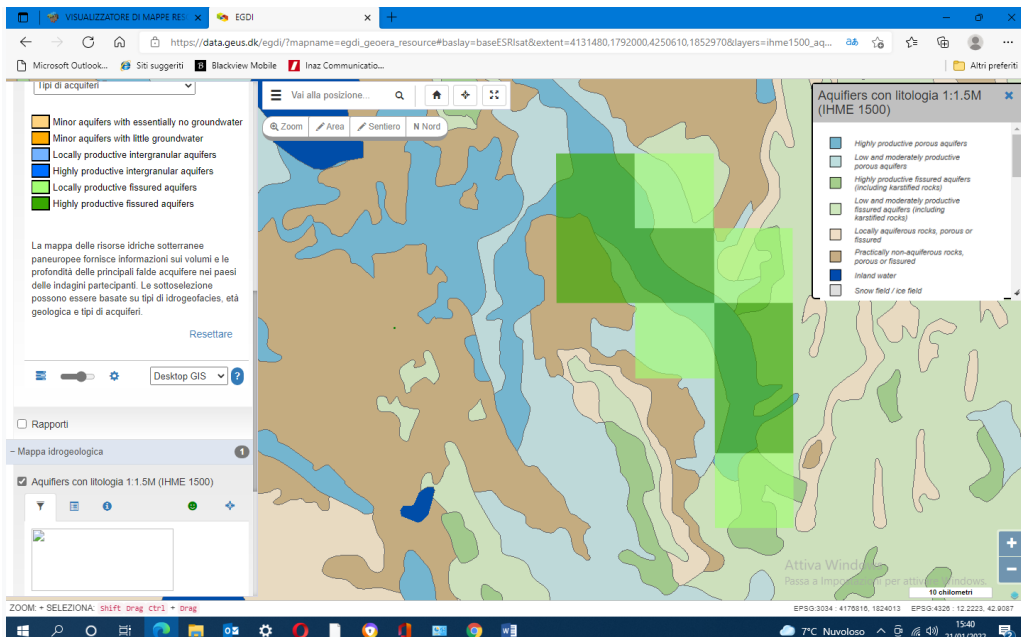 VISUALIZZATORE DI MAPPE RES
EGDI
https://data.geus.dk/egdi/?mapname=egdi_geoera_resource#baslay=baseESRIsat&extent=4131480,1792000,4250610,1852970&layers=ihme1500_aq...
Microsoft Outlook...
Siti suggeriti
Blackview Mobile
Inaz Communicatio...
Altri preferiti
Tipi di acquiferi
Minor aquifers with essentially no groundwater
Minor aquifers with little groundwater
Locally productive intergranular aquifers
Highly productive intergranular aquifers
Locally productive fissured aquifers
Highly productive fissured aquifers
La mappa delle risorse idriche sotterranee
paneuropee fornisce informazioni sui volumi e le
profondità delle principali falde acquifere nei paesi
delle indagini partecipanti. Le sottoselezione
possono essere basate su tipi di idrogeofacies, età
geologica e tipi di acquiferi.
Resettare
Desktop GIS
?
Rapporti
– Mappa idrogeologica
1
Aquifiers con litologia 1:1.5M (IHME 1500)
Vai alla posizione...
Zoom
Area
Sentiero
N Nord
Aquifiers con litologia 1:1.5M
(IHME 1500)
Highly productive porous aquifers
Low and moderately productive
porous aquifers
Highly productive fissured aquifers
(including karstified rocks)
Low and moderately productive
fissured aquifers (including
karstified rocks)
Locally aquiferous rocks, porous or
fissured
Practically non-aquiferous rocks,
porous or fissured
Inland water
Snow field / ice field
Attiva Windows
Passa a Impostazioni per attivare Windows.
10 chilometri
ZOOM: + SELEZIONA: Shift Drag Ctrl + Drag
EPSG:3034 : 4176816, 1824013 EPSG:4326 : 12.2223, 42.9087
7°C Nuvoloso
15:40
21/01/2022